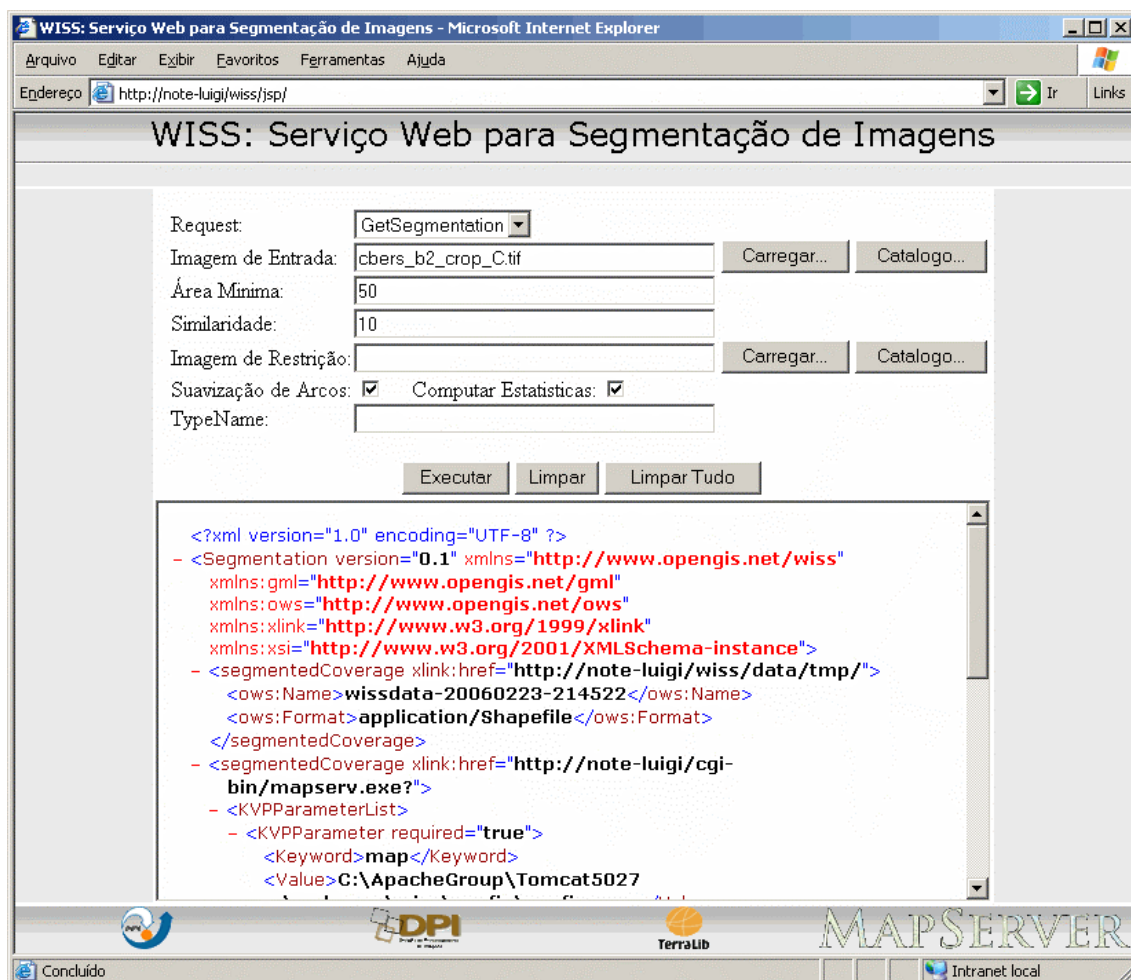 WISS: Serviço Web para Segmentação de Imagens - Microsoft Internet Explorer
Arquivo Editar Exibir Favoritos Ferramentas Ajuda
Endereço http://note-luigi/wiss/jsp/ Ir Links
WISS: Serviço Web para Segmentação de Imagens
Request: GetSegmentation
Imagem de Entrada: cbers_b2_crop_C.tif Carregar... Catalogo...
Área Minima: 50
Similaridade: 10
Imagem de Restrição: Carregar... Catalogo...
Suavização de Arcos: Computar Estatisticas:
TypeName:
Executar Limpar Limpar Tudo
<?xml version="1.0" encoding="UTF-8" ?>
- <Segmentation version="0.1" xmlns="http://www.opengis.net/wiss"
xmlns:gml="http://www.opengis.net/gml"
xmlns:ows="http://www.opengis.net/ows"
xmlns:xlink="http://www.w3.org/1999/xlink"
xmlns:xsi="http://www.w3.org/2001/XMLSchema-instance">
- <segmentedCoverage xlink:href="http://note-luigi/wiss/data/tmp/">
<ows:Name>wissdata-20060223-214522</ows:Name>
<ows:Format>application/Shapefile</ows:Format>
</segmentedCoverage>
- <segmentedCoverage xlink:href="http://note-luigi/cgi-
bin/mapserv.exe?">
- <KVPParameterList>
- <KVPParameter required="true">
<Keyword>map</Keyword>
<Value>C:\ApacheGroup\Tomcat5027
DPI
TerraLib
MAPSERVER
Concluído Intranet local